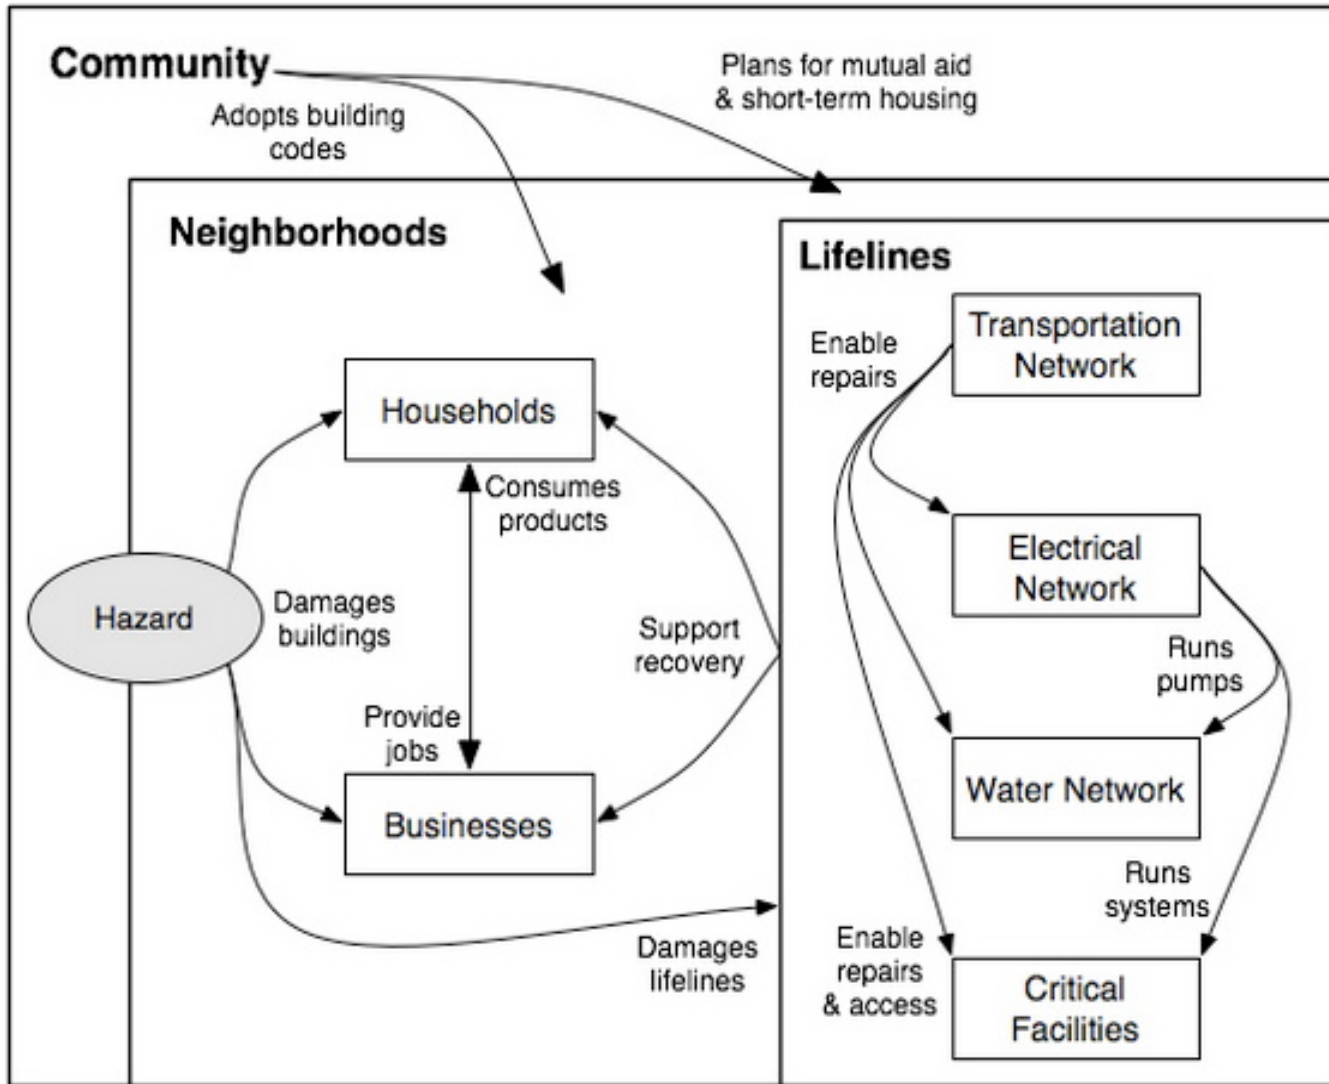 Community
Adopts building
codes
Plans for mutual aid
& short-term housing
Neighborhoods
Households
Consumes
products
Hazard
Damages
buildings
Support
recovery
Provide
jobs
Businesses
Damages
lifelines
Lifelines
Transportation
Network
Enable
repairs
Electrical
Network
Runs
pumps
Water Network
Runs
systems
Enable
repairs
& access
Critical
Facilities